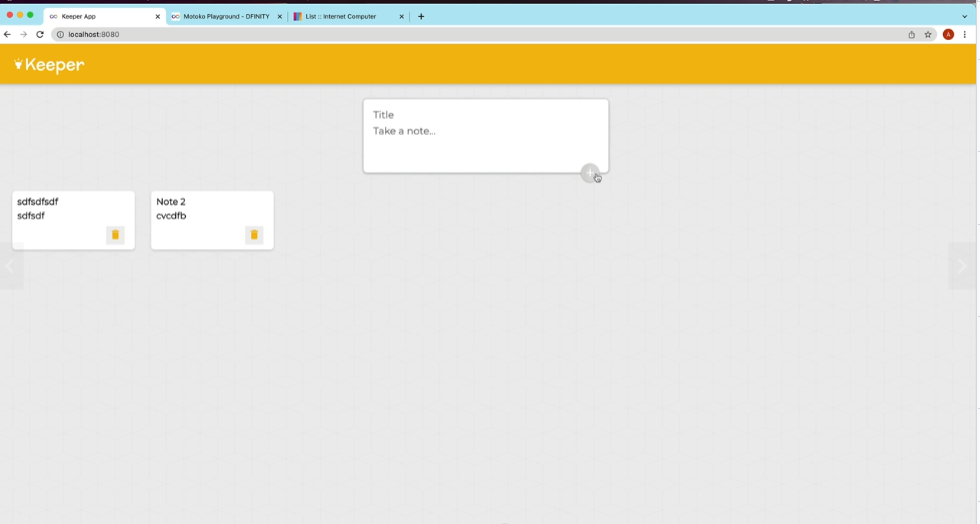 Keeper App
Motoko Playground - DFINITY
List :: Internet Computer
localhost:8080
A
Keeper
Title
Take a note...
sdfsdfsdf
sdfsdf
Note 2
cvcdfb